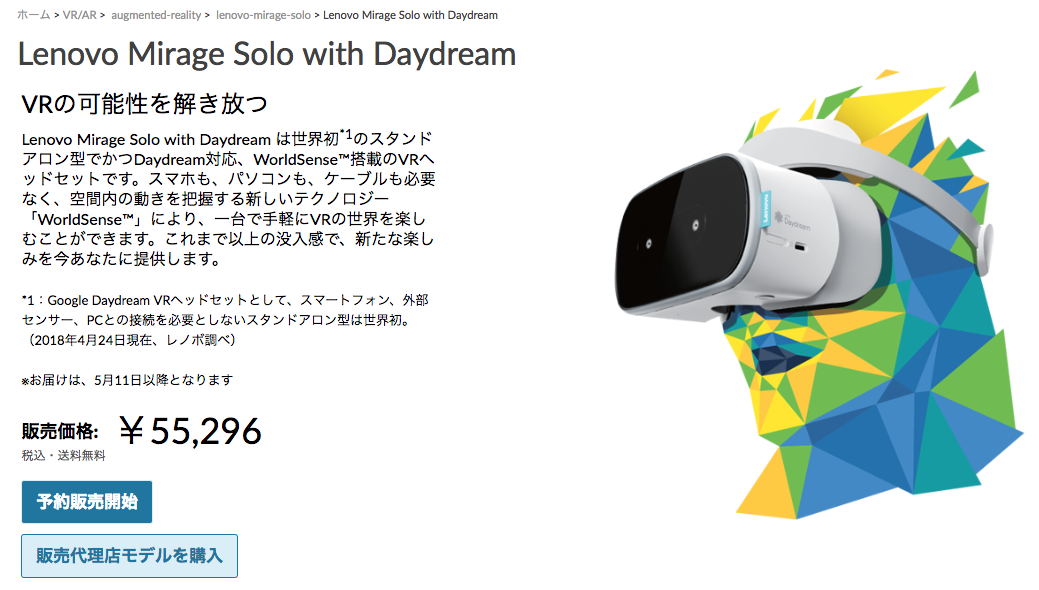 ホーム > VR/AR > augmented-reality > lenovo-mirage-solo > Lenovo Mirage Solo with Daydream
Lenovo Mirage Solo with Daydream
VRの可能性を解き放つ
Lenovo Mirage Solo with Daydream は世界初*1のスタンド
アロン型でかつDaydream対応、WorldSense™搭載のVRヘ
ッドセットです。スマホも、パソコンも、ケーブルも必要
なく、空間内の動きを把握する新しいテクノロジー
「WorldSense™」により、一台で手軽にVRの世界を楽し
むことができます。これまで以上の没入感で、新たな楽し
みを今あなたに提供します。
*1：Google Daydream VRヘッドセットとして、スマートフォン、外部
センサー、PCとの接続を必要としないスタンドアロン型は世界初。
（2018年4月24日現在、レノボ調べ）
※お届けは、5月11日以降となります
販売価格: ￥55,296
税込・送料無料
予約販売開始
販売代理店モデルを購入
Lenovo
Daydream